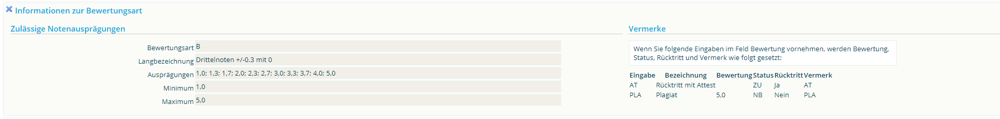 Informationen zur Bewertungsart
Zulässige Notenausprägungen
Bewertungsart B
Langbezeichnung Drittelnoten +/-0.3 mit 0
Ausprägungen 1,0; 1,3; 1,7; 2,0; 2,3; 2,7; 3,0; 3,3; 3,7; 4,0; 5,0
Minimum 1,0
Maximum 5,0
Vermerke
Wenn Sie folgende Eingaben im Feld Bewertung vornehmen, werden Bewertung,
Status, Rücktritt und Vermerk wie folgt gesetzt:
Eingabe Bezeichnung Bewertung Status Rücktritt Vermerk
AT Rücktritt mit Attest ZU Ja AT
PLA Plagiat 5,0 NB Nein PLA